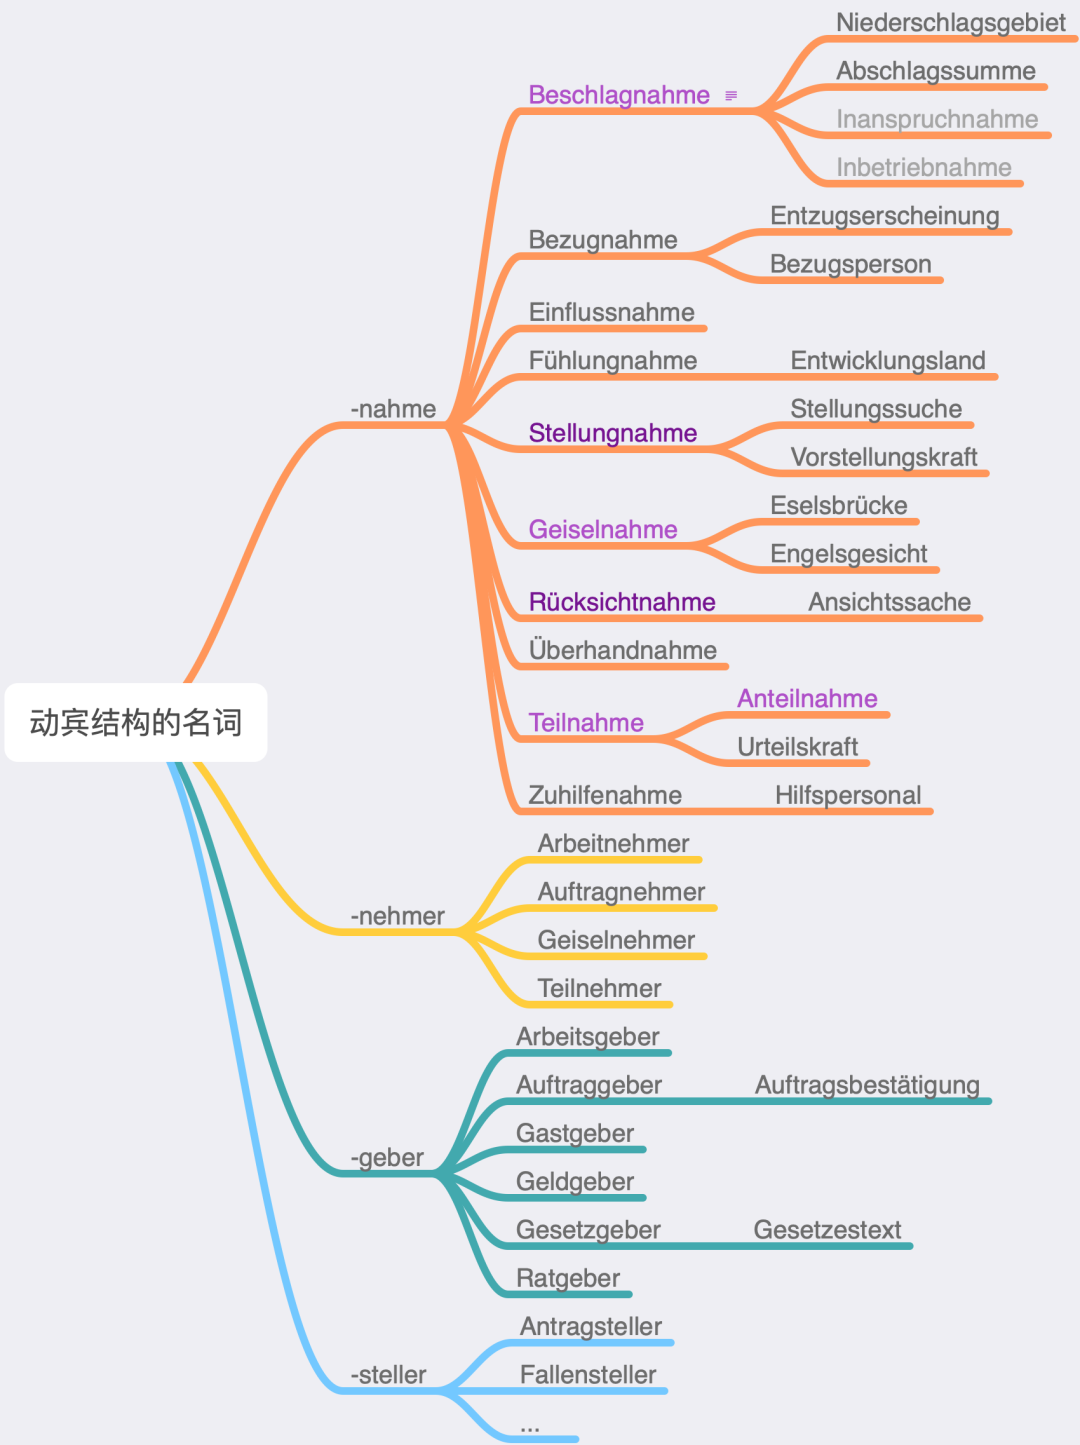 动宾结构的名词
-nahme
Beschlagnahme
Niederschlagsgebiet
Abschlagssumme
Inanspruchnahme
Inbetriebnahme
Bezugnahme
Entzugserscheinung
Bezugsperson
Einflussnahme
Fühlungnahme
Entwicklungsland
Stellungnahme
Stellungssuche
Vorstellungskraft
Geiselnahme
Eselsbrücke
Engelsgesicht
Rücksichtnahme
Ansichtssache
Überhandnahme
Teilnahme
Anteilnahme
Urteilskraft
Zuhilfenahme
Hilfspersonal
-nehmer
Arbeitnehmer
Auftragnehmer
Geiselnehmer
Teilnehmer
-geber
Arbeitsgeber
Auftraggeber
Auftragsbestätigung
Gastgeber
Geldgeber
Gesetzgeber
Gesetzestext
Ratgeber
-steller
Antragsteller
Fallensteller
...